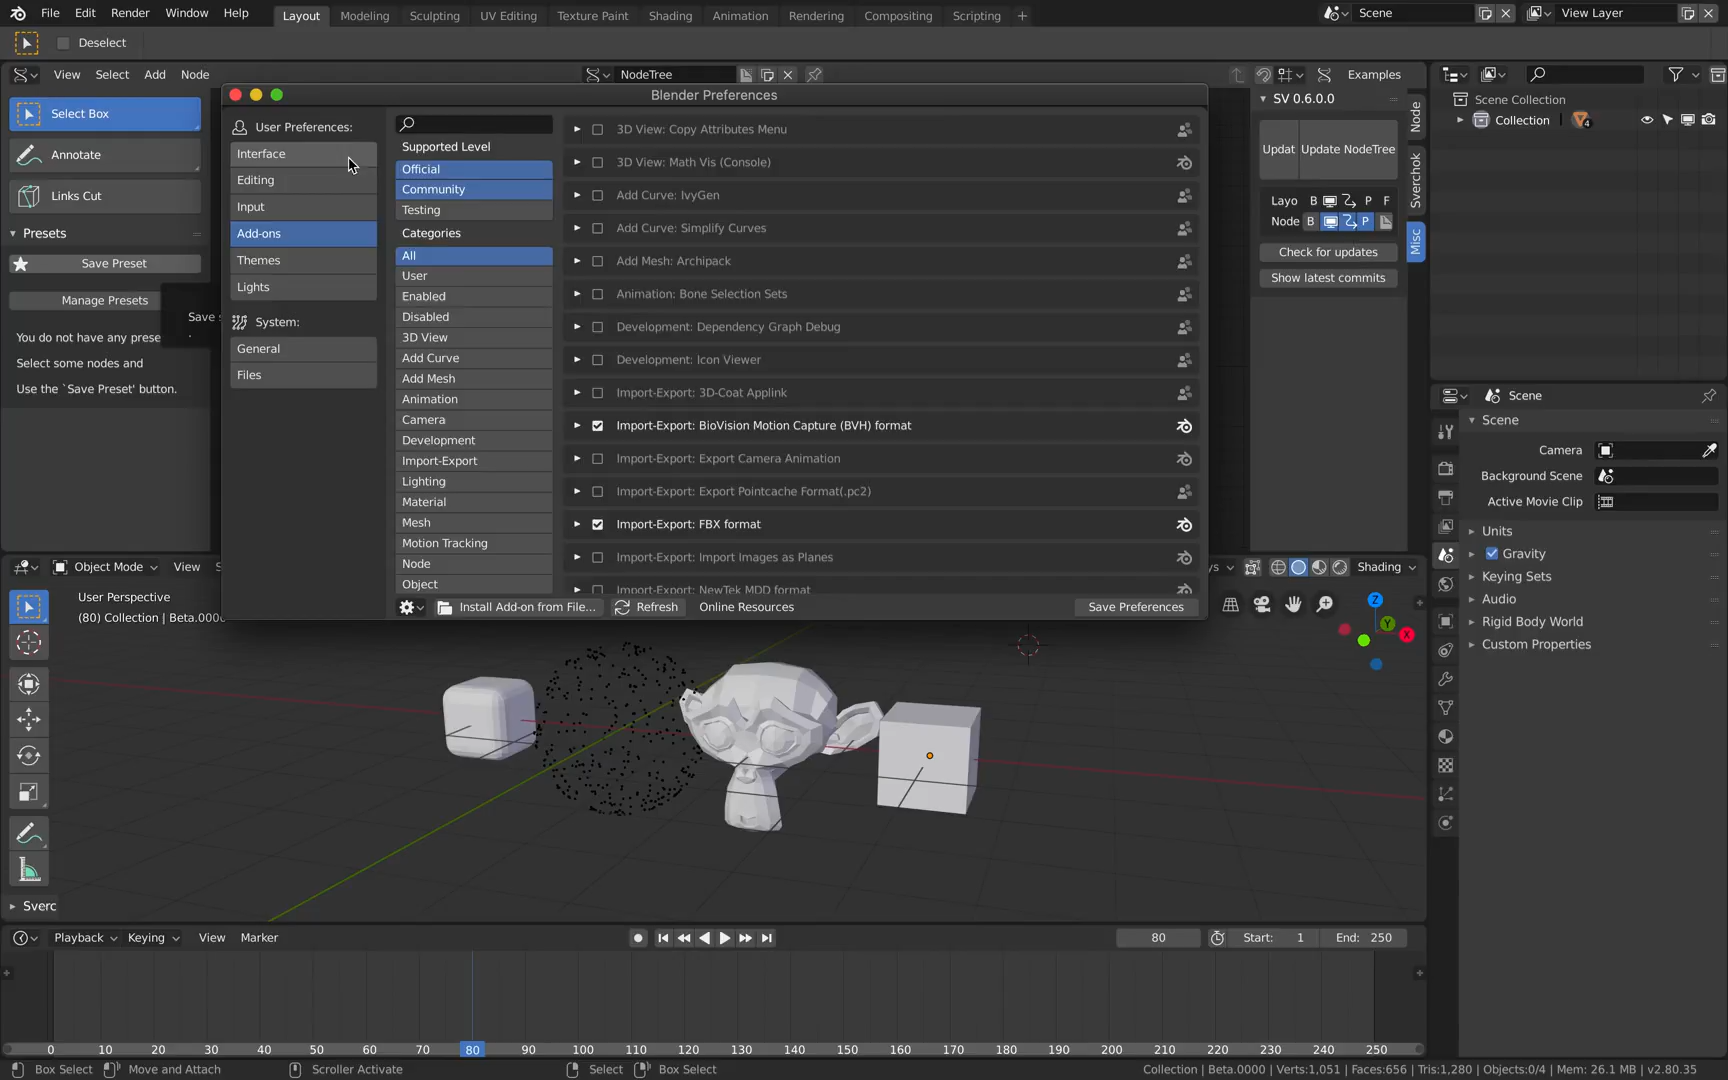 File Edit Render Window Help Layout Modeling Sculpting UV Editing Texture Paint Shading Animation Rendering Compositing Scripting Scene View Layer
Deselect
View Select Add Node NodeTree Examples
Select Box
Annotate
Links Cut
Presets
Save Preset
Manage Presets
Save
You do not have any prese
Select some nodes and
Use the `Save Preset' button.
Blender Preferences
User Preferences:
Interface
Editing
Input
Add-ons
Themes
Lights
System:
General
Files
Supported Level
Official
Community
Testing
Categories
All
User
Enabled
Disabled
3D View
Add Curve
Add Mesh
Animation
Camera
Development
Import-Export
Lighting
Material
Mesh
Motion Tracking
Node
Object
3D View: Copy Attributes Menu
3D View: Math Vis (Console)
Add Curve: IvyGen
Add Curve: Simplify Curves
Add Mesh: Archipack
Animation: Bone Selection Sets
Development: Dependency Graph Debug
Development: Icon Viewer
Import-Export: 3D-Coat Applink
Import-Export: BioVision Motion Capture (BVH) format
Import-Export: Export Camera Animation
Import-Export: Export Pointcache Format(.pc2)
Import-Export: FBX format
Import-Export: Import Images as Planes
Import-Export: NewTek MDD format
Install Add-on from File... Refresh Online Resources Save Preferences
SV 0.6.0.0
Updat Update NodeTree
Layo B P F
Node B P
Check for updates
Show latest commits
Node
Sverchok
Misc
Scene Collection
Collection 4
Scene
Scene
Camera
Background Scene
Active Movie Clip
Units
Gravity
Keying Sets
Audio
Rigid Body World
Custom Properties
Object Mode View S ys Shading
User Perspective
(80) Collection | Beta.000
Z
Y
X
Sverc
Playback Keying View Marker 80 Start: 1 End: 250
0 10 20 30 40 50 60 70 80 90 100 110 120 130 140 150 160 170 180 190 200 210 220 230 240 250
Box Select Move and Attach Scroller Activate Select Box Select Collection | Beta.0000 | Verts:1,051 | Faces:656 | Tris:1,280 | Objects:0/4 | Mem: 26.1 MB | v2.80.35